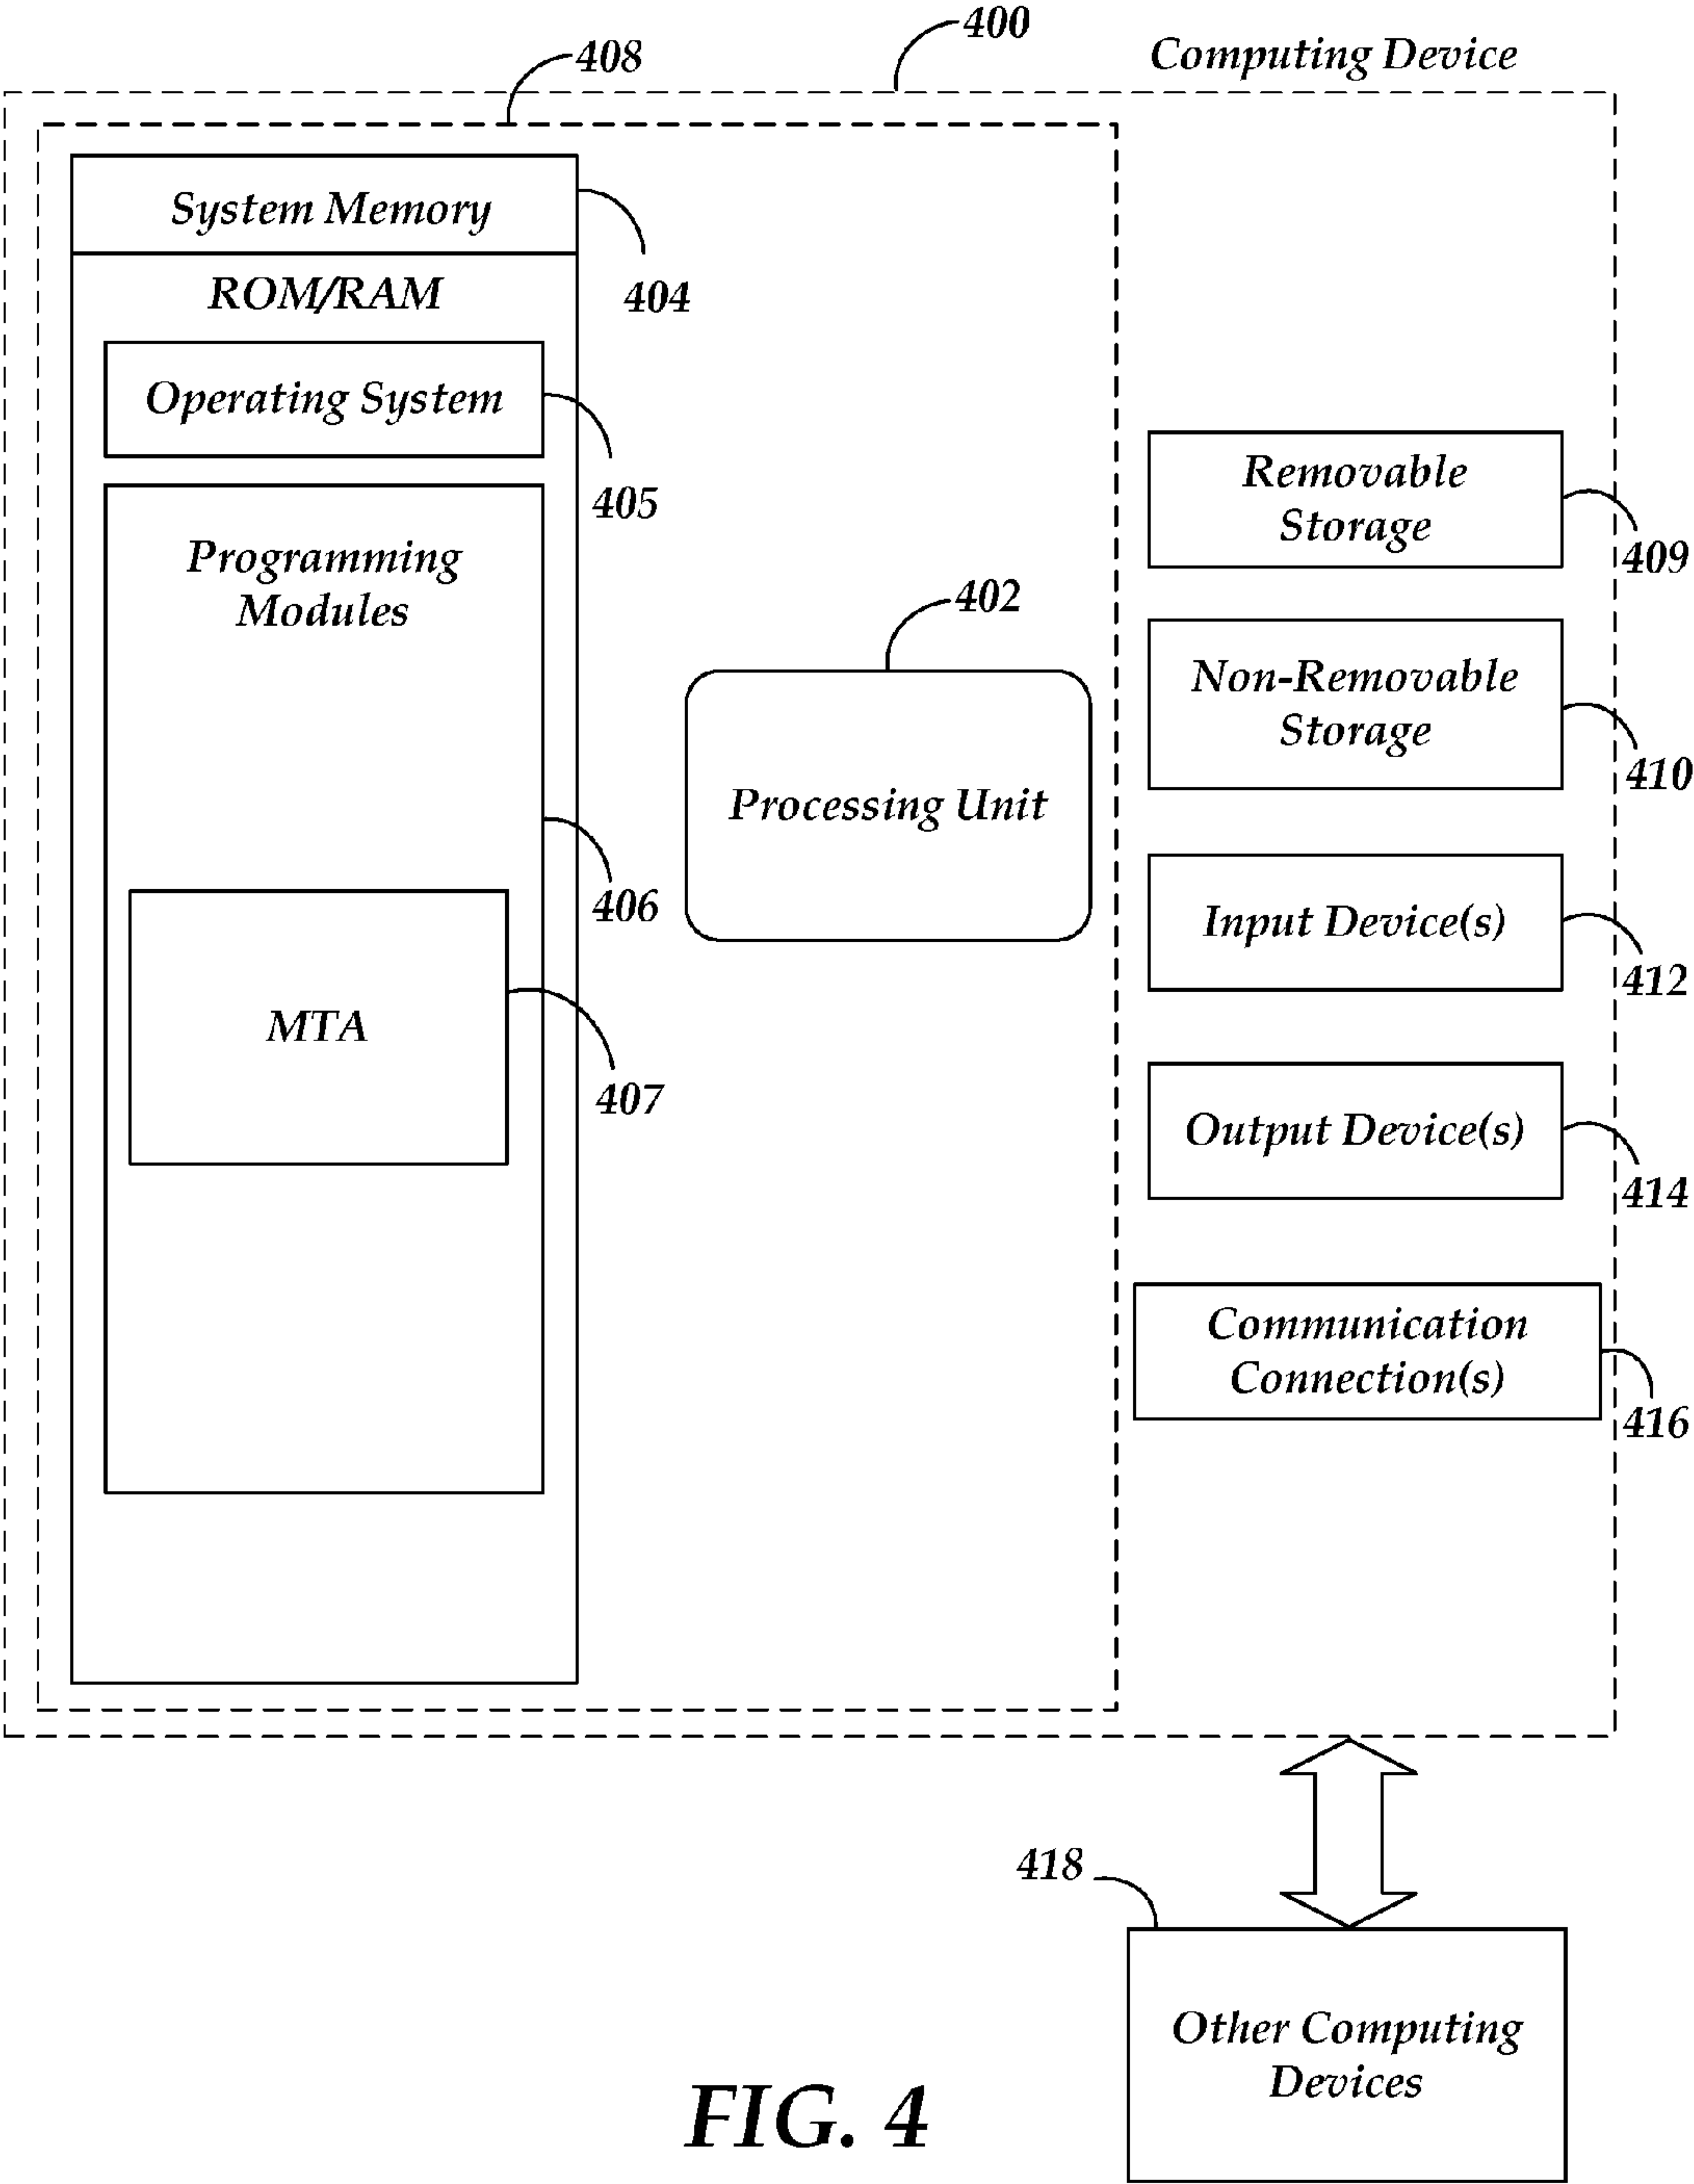 400
Computing Device
408
System Memory
404
ROM/RAM
Operating System
405
Programming
Modules
406
MTA
407
402
Processing Unit
Removable
Storage
409
Non-Removable
Storage
410
Input Device(s)
412
Output Device(s)
414
Communication
Connection(s)
416
418
Other Computing
Devices
FIG. 4